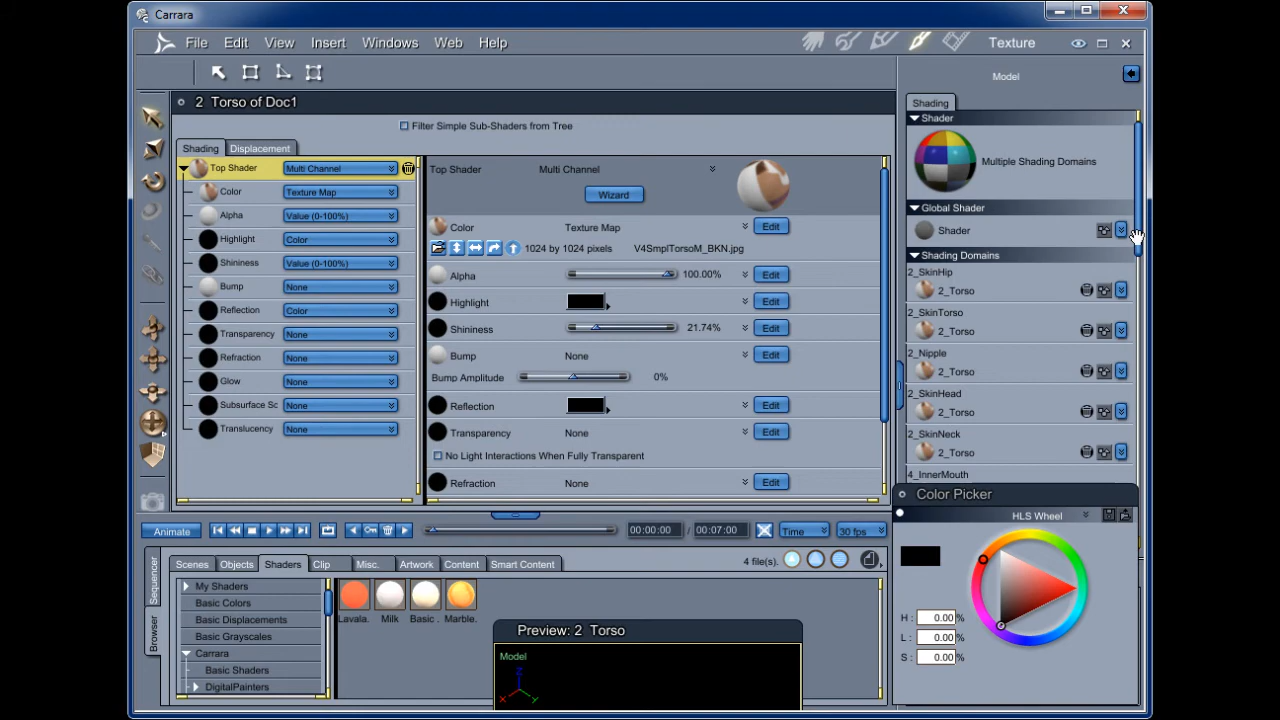 Carrara
File Edit View Insert Windows Web Help Texture
Model
2 Torso of Doc1
Filter Simple Sub-Shaders from Tree
Shading Displacement
Top Shader Multi Channel
Color Texture Map
Alpha Value (0-100%)
Highlight Color
Shininess Value (0-100%)
Bump None
Reflection Color
Transparency None
Refraction None
Glow None
Subsurface Sc None
Translucency None
Top Shader Multi Channel
Wizard
Color Texture Map Edit
1024 by 1024 pixels V4SmplTorsoM_BKN.jpg
Alpha 100.00% Edit
Highlight Edit
Shininess 21.74% Edit
Bump None Edit
Bump Amplitude 0%
Reflection Edit
Transparency None Edit
No Light Interactions When Fully Transparent
Refraction None Edit
Shading
Shader
Multiple Shading Domains
Global Shader
Shader
Shading Domains
2_SkinHip
2_Torso
2_SkinTorso
2_Torso
2_Nipple
2_Torso
2_SkinHead
2_Torso
2_SkinNeck
2_Torso
4_InnerMouth
Color Picker
HLS Wheel
H : 0.00 %
L : 0.00 %
S : 0.00 %
Animate 00:00:00 / 00:07:00 Time 30 fps
Sequencer
Browser
Scenes Objects Shaders Clip Misc. Artwork Content Smart Content 4 file(s).
My Shaders
Basic Colors
Basic Displacements
Basic Grayscales
Carrara
Basic Shaders
DigitalPainters
Lavala. Milk Basic . Marble.
Preview: 2 Torso
Model
Z
X Y